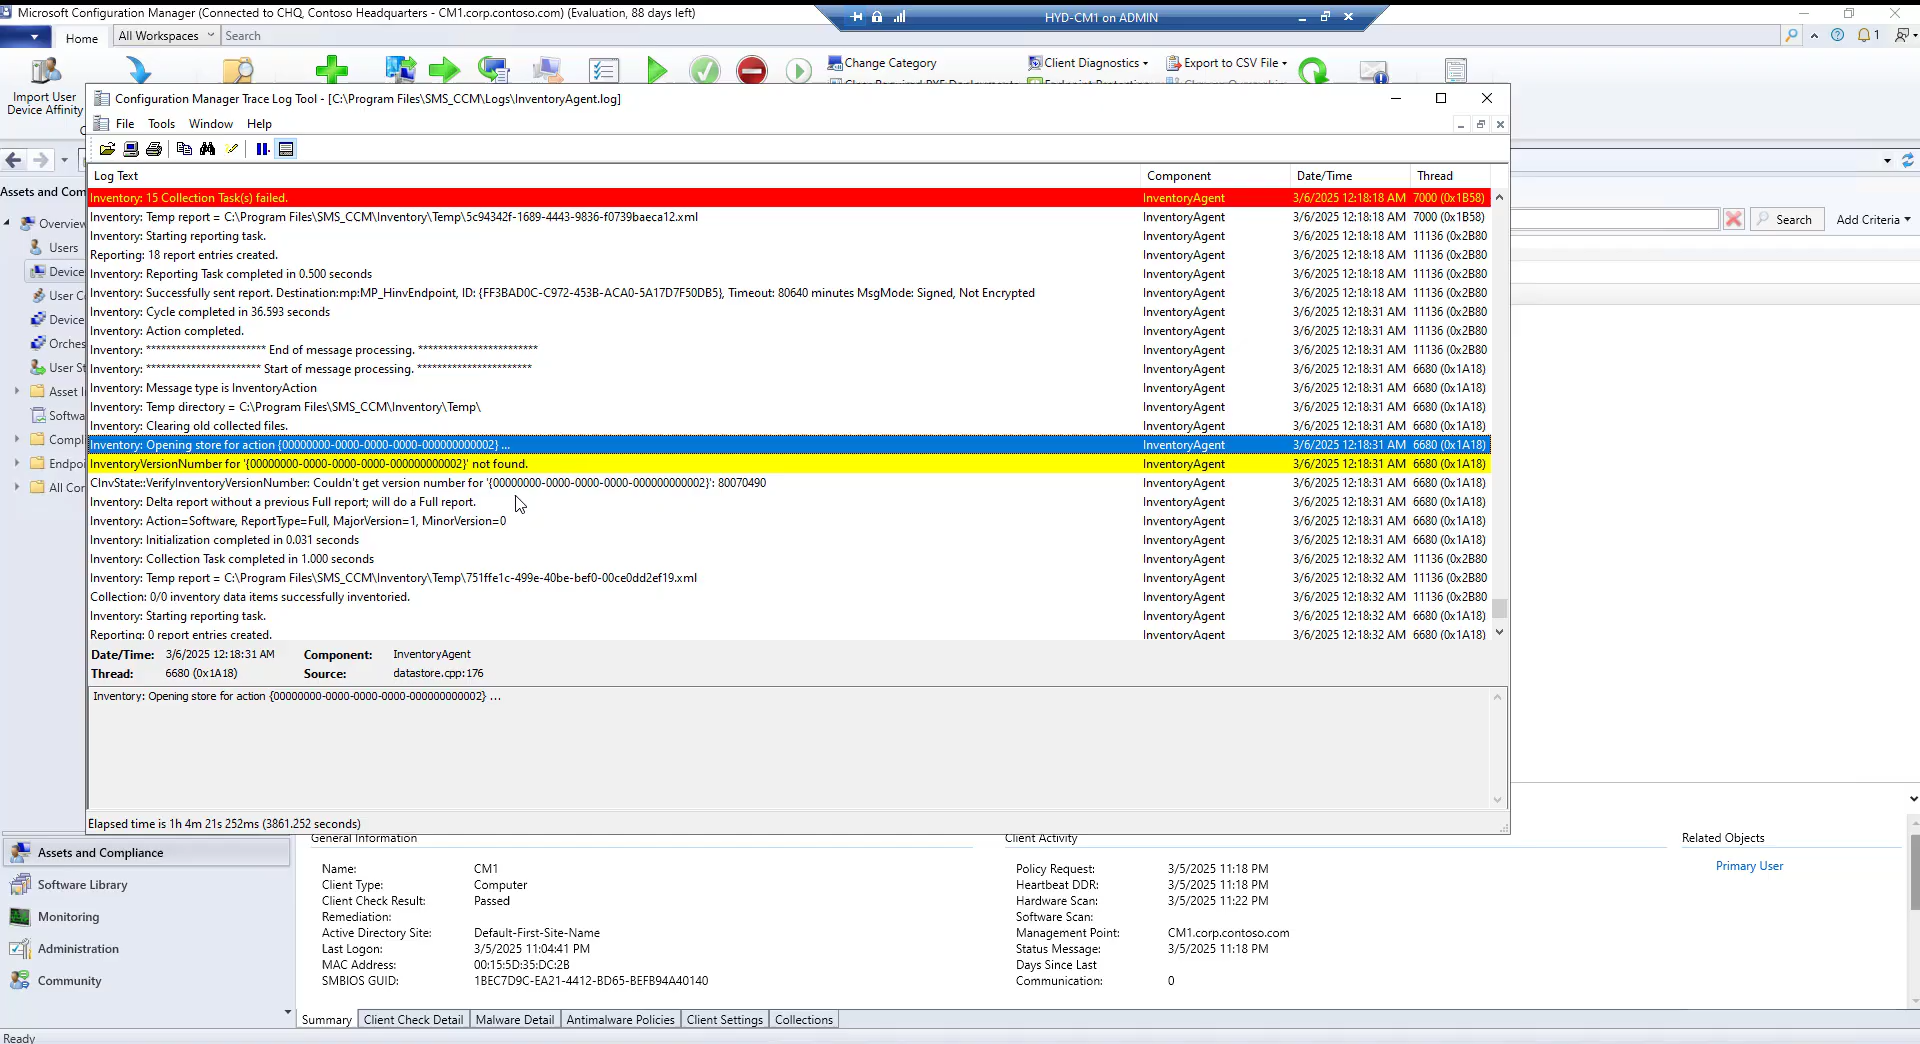 Microsoft Configuration Manager (Connected to CHQ, Contoso Headquarters - CM1.corp.contoso.com) (Evaluation, 88 days left)
HYD-CM1 on ADMIN
Home
All Workspaces
Search
1
Import User
Device Affinity
Change Category
Client Diagnostics
Export to CSV File
Configuration Manager Trace Log Tool - [C:\Program Files\SMS_CCM\Logs\InventoryAgent.log]
File Tools Window Help
Log Text Component Date/Time Thread
Inventory: 15 Collection Task(s) failed. InventoryAgent 3/6/2025 12:18:18 AM 7000 (0x1B58)
Inventory: Temp report = C:\Program Files\SMS_CCM\Inventory\Temp\5c94342f-1689-4443-9836-f0739baeca12.xml InventoryAgent 3/6/2025 12:18:18 AM 7000 (0x1B58)
Inventory: Starting reporting task. InventoryAgent 3/6/2025 12:18:18 AM 11136 (0x2B80
Reporting: 18 report entries created. InventoryAgent 3/6/2025 12:18:18 AM 11136 (0x2B80
Inventory: Reporting Task completed in 0.500 seconds InventoryAgent 3/6/2025 12:18:18 AM 11136 (0x2B80
Inventory: Successfully sent report. Destination:mp:MP_HinvEndpoint, ID: {FF3BAD0C-C972-453B-ACA0-5A17D7F50DB5}, Timeout: 80640 minutes MsgMode: Signed, Not Encrypted InventoryAgent 3/6/2025 12:18:18 AM 11136 (0x2B80
Inventory: Cycle completed in 36.593 seconds InventoryAgent 3/6/2025 12:18:31 AM 11136 (0x2B80
Inventory: Action completed. InventoryAgent 3/6/2025 12:18:31 AM 11136 (0x2B80
Inventory: ************************ End of message processing. ************************ InventoryAgent 3/6/2025 12:18:31 AM 11136 (0x2B80
Inventory: *********************** Start of message processing. *********************** InventoryAgent 3/6/2025 12:18:31 AM 6680 (0x1A18)
Inventory: Message type is InventoryAction InventoryAgent 3/6/2025 12:18:31 AM 6680 (0x1A18)
Inventory: Temp directory = C:\Program Files\SMS_CCM\Inventory\Temp\ InventoryAgent 3/6/2025 12:18:31 AM 6680 (0x1A18)
Inventory: Clearing old collected files. InventoryAgent 3/6/2025 12:18:31 AM 6680 (0x1A18)
Inventory: Opening store for action {00000000-0000-0000-0000-000000000002} ... InventoryAgent 3/6/2025 12:18:31 AM 6680 (0x1A18)
InventoryVersionNumber for '{00000000-0000-0000-0000-000000000002}' not found. InventoryAgent 3/6/2025 12:18:31 AM 6680 (0x1A18)
CInvState::VerifyInventoryVersionNumber: Couldn't get version number for '{00000000-0000-0000-0000-000000000002}': 80070490 InventoryAgent 3/6/2025 12:18:31 AM 6680 (0x1A18)
Inventory: Delta report without a previous Full report; will do a Full report. InventoryAgent 3/6/2025 12:18:31 AM 6680 (0x1A18)
Inventory: Action=Software, ReportType=Full, MajorVersion=1, MinorVersion=0 InventoryAgent 3/6/2025 12:18:31 AM 6680 (0x1A18)
Inventory: Initialization completed in 0.031 seconds InventoryAgent 3/6/2025 12:18:31 AM 6680 (0x1A18)
Inventory: Collection Task completed in 1.000 seconds InventoryAgent 3/6/2025 12:18:32 AM 11136 (0x2B80
Inventory: Temp report = C:\Program Files\SMS_CCM\Inventory\Temp\751ffe1c-499e-40be-bef0-00ce0dd2ef19.xml InventoryAgent 3/6/2025 12:18:32 AM 11136 (0x2B80
Collection: 0/0 inventory data items successfully inventoried. InventoryAgent 3/6/2025 12:18:32 AM 11136 (0x2B80
Inventory: Starting reporting task. InventoryAgent 3/6/2025 12:18:32 AM 6680 (0x1A18)
Reporting: 0 report entries created. InventoryAgent 3/6/2025 12:18:32 AM 6680 (0x1A18)
Date/Time: 3/6/2025 12:18:31 AM Component: InventoryAgent
Thread: 6680 (0x1A18) Source: datastore.cpp:176
Inventory: Opening store for action {00000000-0000-0000-0000-000000000002} ...
Elapsed time is 1h 4m 21s 252ms (3861.252 seconds)
Assets and Com
Overview
Users
Device
User C
Device
Orches
User S
Asset I
Softwa
Compl
Endpo
All Cor
Search
Add Criteria
Assets and Compliance
Software Library
Monitoring
Administration
Community
General Information
Name: CM1
Client Type: Computer
Client Check Result: Passed
Remediation:
Active Directory Site: Default-First-Site-Name
Last Logon: 3/5/2025 11:04:41 PM
MAC Address: 00:15:5D:35:DC:2B
SMBIOS GUID: 1BEC7D9C-EA21-4412-BD65-BEFB94A40140
Client Activity
Policy Request: 3/5/2025 11:18 PM
Heartbeat DDR: 3/5/2025 11:18 PM
Hardware Scan: 3/5/2025 11:22 PM
Software Scan:
Management Point: CM1.corp.contoso.com
Status Message: 3/5/2025 11:18 PM
Days Since Last
Communication: 0
Related Objects
Primary User
Summary Client Check Detail Malware Detail Antimalware Policies Client Settings Collections
Ready